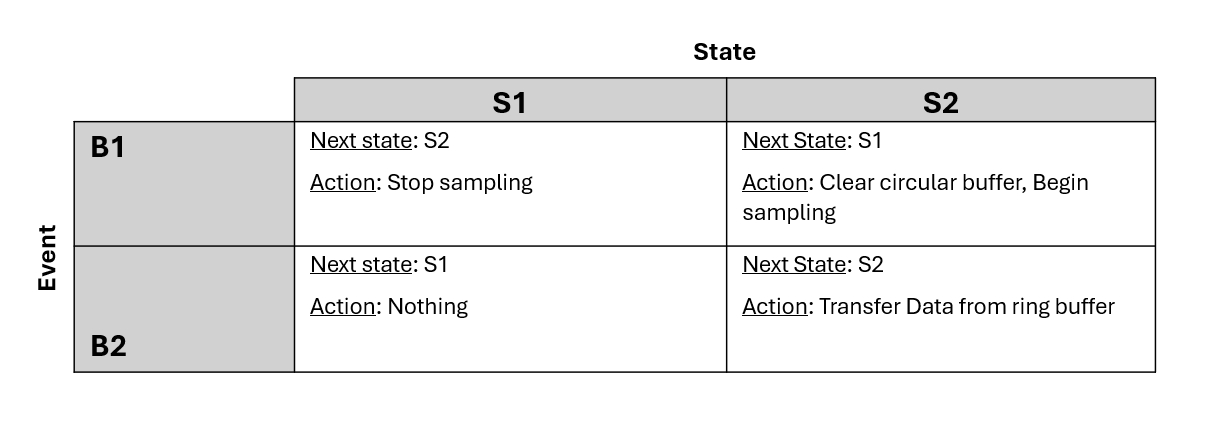 State
S1
S2
B1
Next state: S2
Action: Stop sampling
Next State: S1
Action: Clear circular buffer, Begin
sampling
Event
B2
Next state: S1
Action: Nothing
Next State: S2
Action: Transfer Data from ring buffer